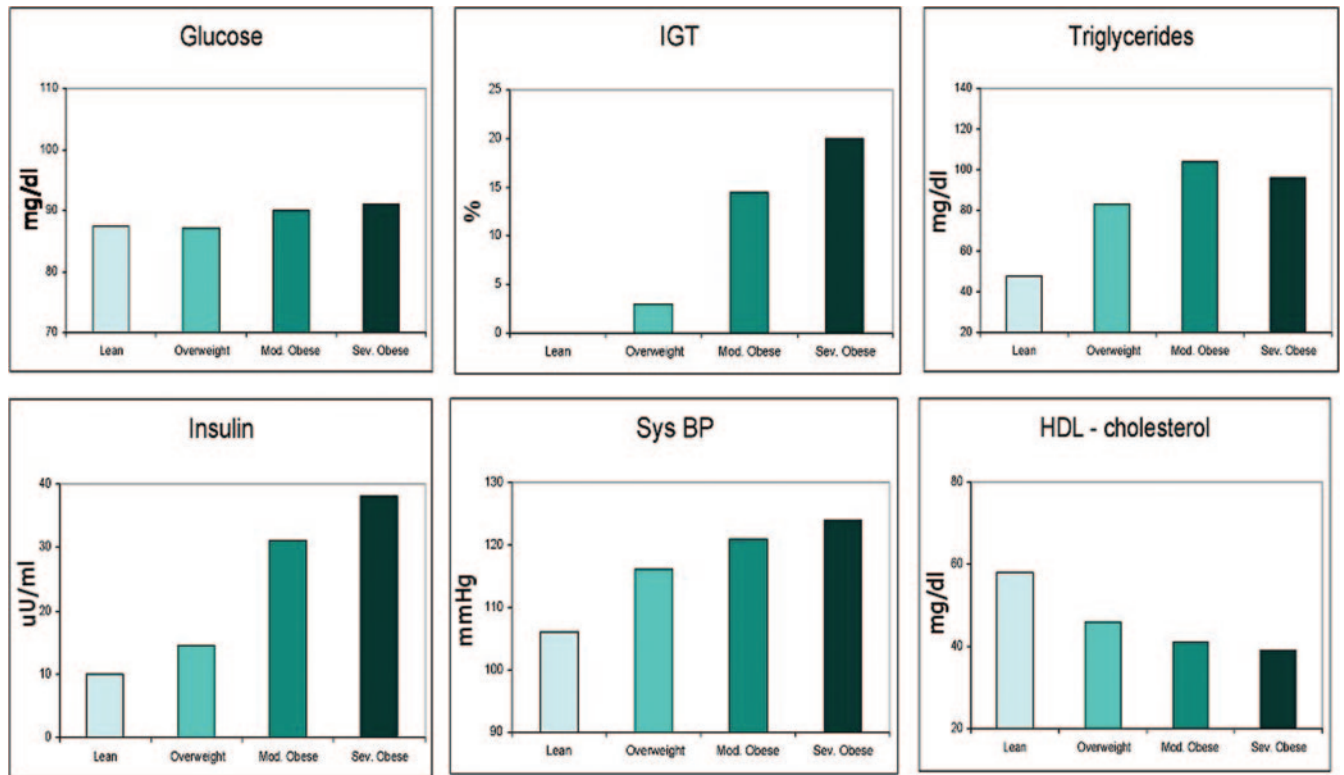 Glucose
mg/dl
110
100
90
80
70
Lean Overweight Mod. Obese Sev. Obese
IGT
%
25
20
15
10
5
0
Lean Overweight Mod. Obese Sev. Obese
Triglycerides
mg/dl
140
120
100
80
60
40
20
Lean Overweight Mod. Obese Sev. Obese
Insulin
uU/ml
40
30
20
10
0
Lean Overweight Mod. Obese Sev. Obese
Sys BP
mmHg
130
120
110
100
90
Lean Overweight Mod. Obese Sev. Obese
HDL - cholesterol
mg/dl
80
60
40
20
Lean Overweight Mod. Obese Sev. Obese